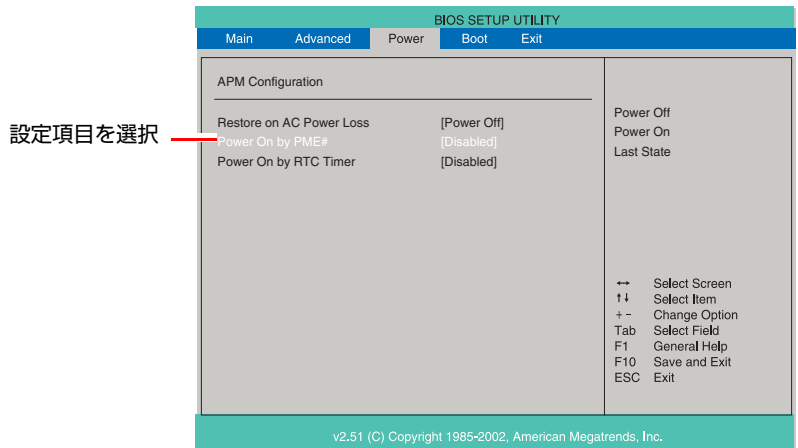 BIOS SETUP UTILITY
Main Advanced Power Boot Exit
APM Configuration
設定項目を選択
Restore on AC Power Loss [Power Off]
Power On by PME# [Disabled]
Power On by RTC Timer [Disabled]
Power Off
Power On
Last State
↔ Select Screen
↑↓ Select Item
+ - Change Option
Tab Select Field
F1 General Help
F10 Save and Exit
ESC Exit
v2.51 (C) Copyright 1985-2002, American Megatrends, Inc.